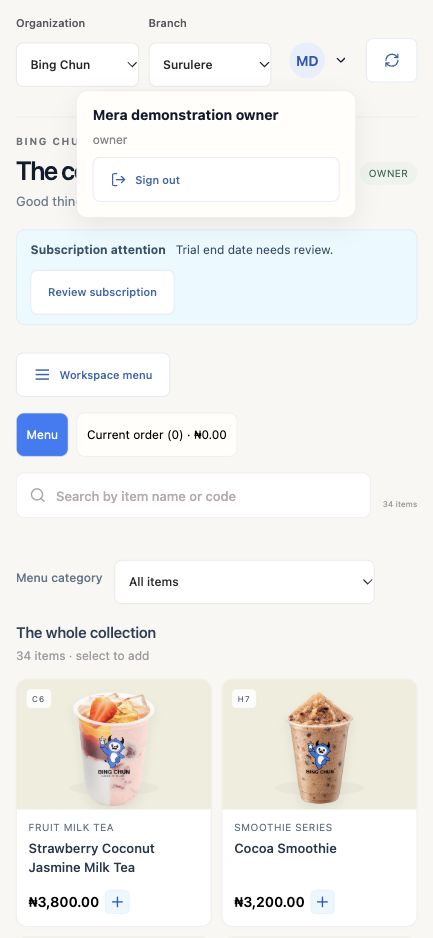 Organization
Branch
Bing Chun
Surulere
MD
Mera demonstration owner
owner
Sign out
BING CHU
The c
Good thin
OWNER
Subscription attention Trial end date needs review.
Review subscription
Workspace menu
Menu
Current order (0) · ₦0.00
Search by item name or code
34 items
Menu category
All items
The whole collection
34 items · select to add
C6
BING CHUN
H7
BING CHUN
FRUIT MILK TEA
Strawberry Coconut
Jasmine Milk Tea
₦3,800.00
SMOOTHIE SERIES
Cocoa Smoothie
₦3,200.00